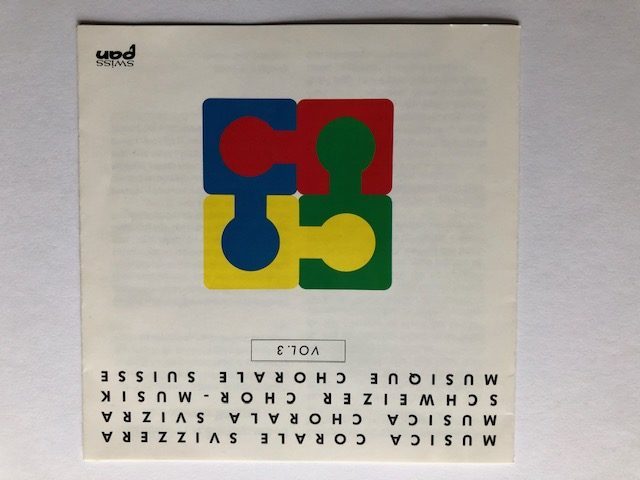 MUSICA CORALE SVIZZERA
MUSICA CHORALA SVIZRA
SCHWEIZER CHOR-MUSIK
MUSIQUE CHORALE SUISSE
VOL.3
swiss
pan